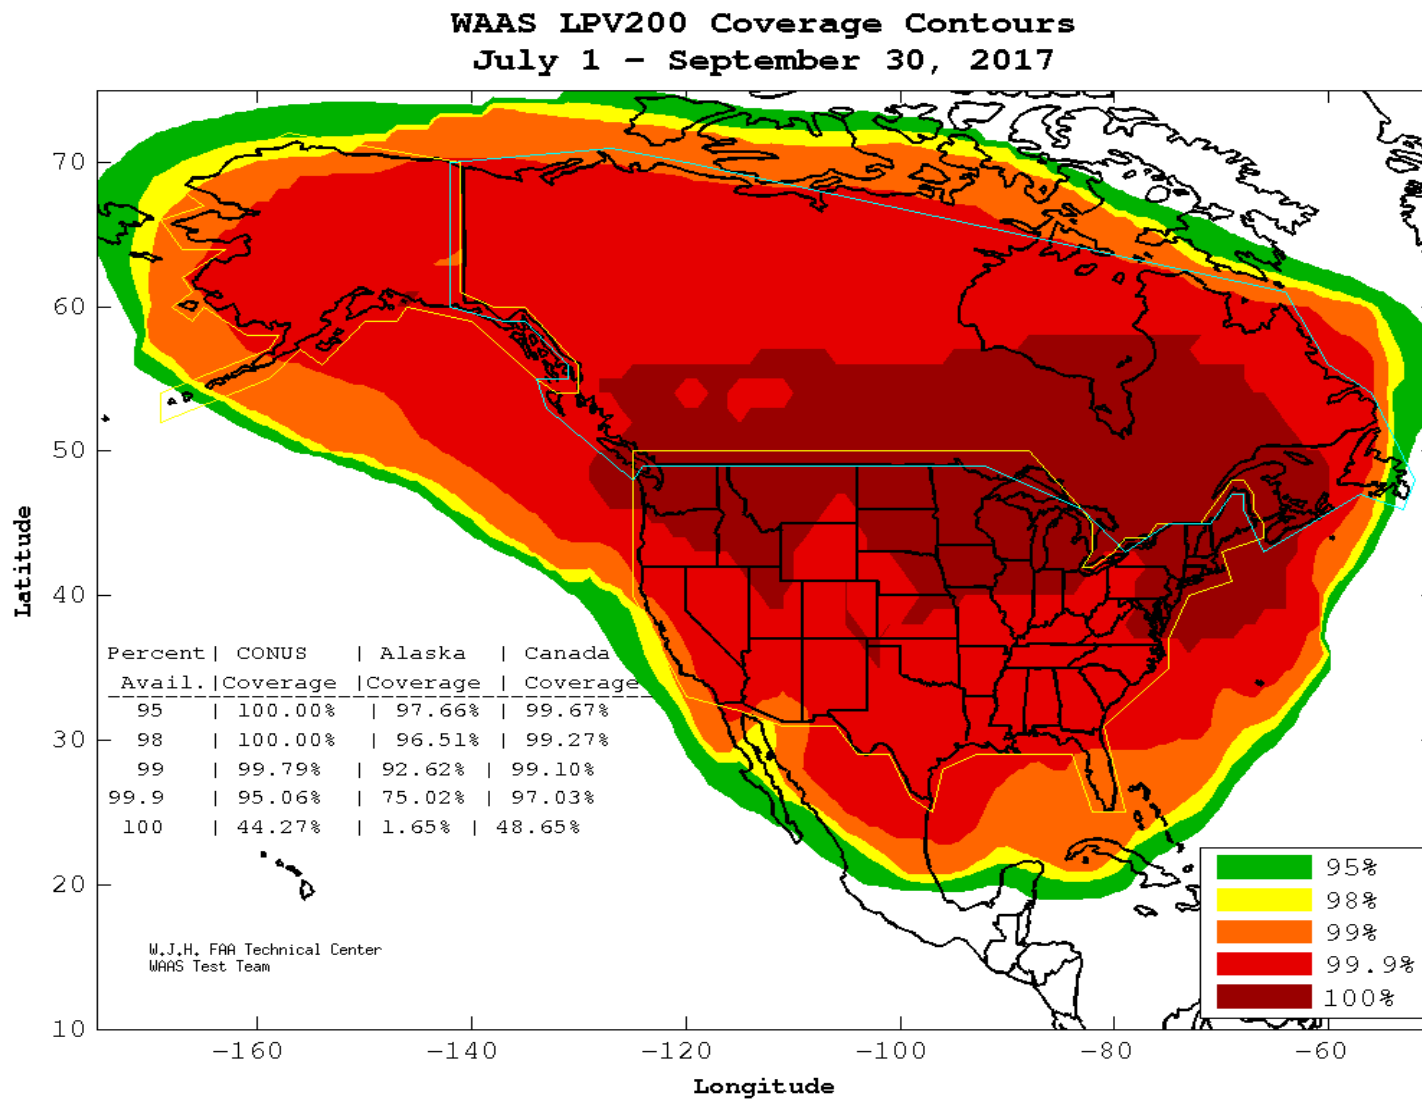 WAAS LPV200 Coverage Contours
July 1 - September 30, 2017
70
60
50
40
30
20
10
Latitude
Percent| CONUS | Alaska | Canada
Avail.|Coverage |Coverage | Coverage
95 | 100.00% | 97.66% | 99.67%
98 | 100.00% | 96.51% | 99.27%
99 | 99.79% | 92.62% | 99.10%
99.9 | 95.06% | 75.02% | 97.03%
100 | 44.27% | 1.65% | 48.65%
W.J.H. FAA Technical Center
WAAS Test Team
95%
98%
99%
99.9%
100%
-160 -140 -120 -100 -80 -60
Longitude